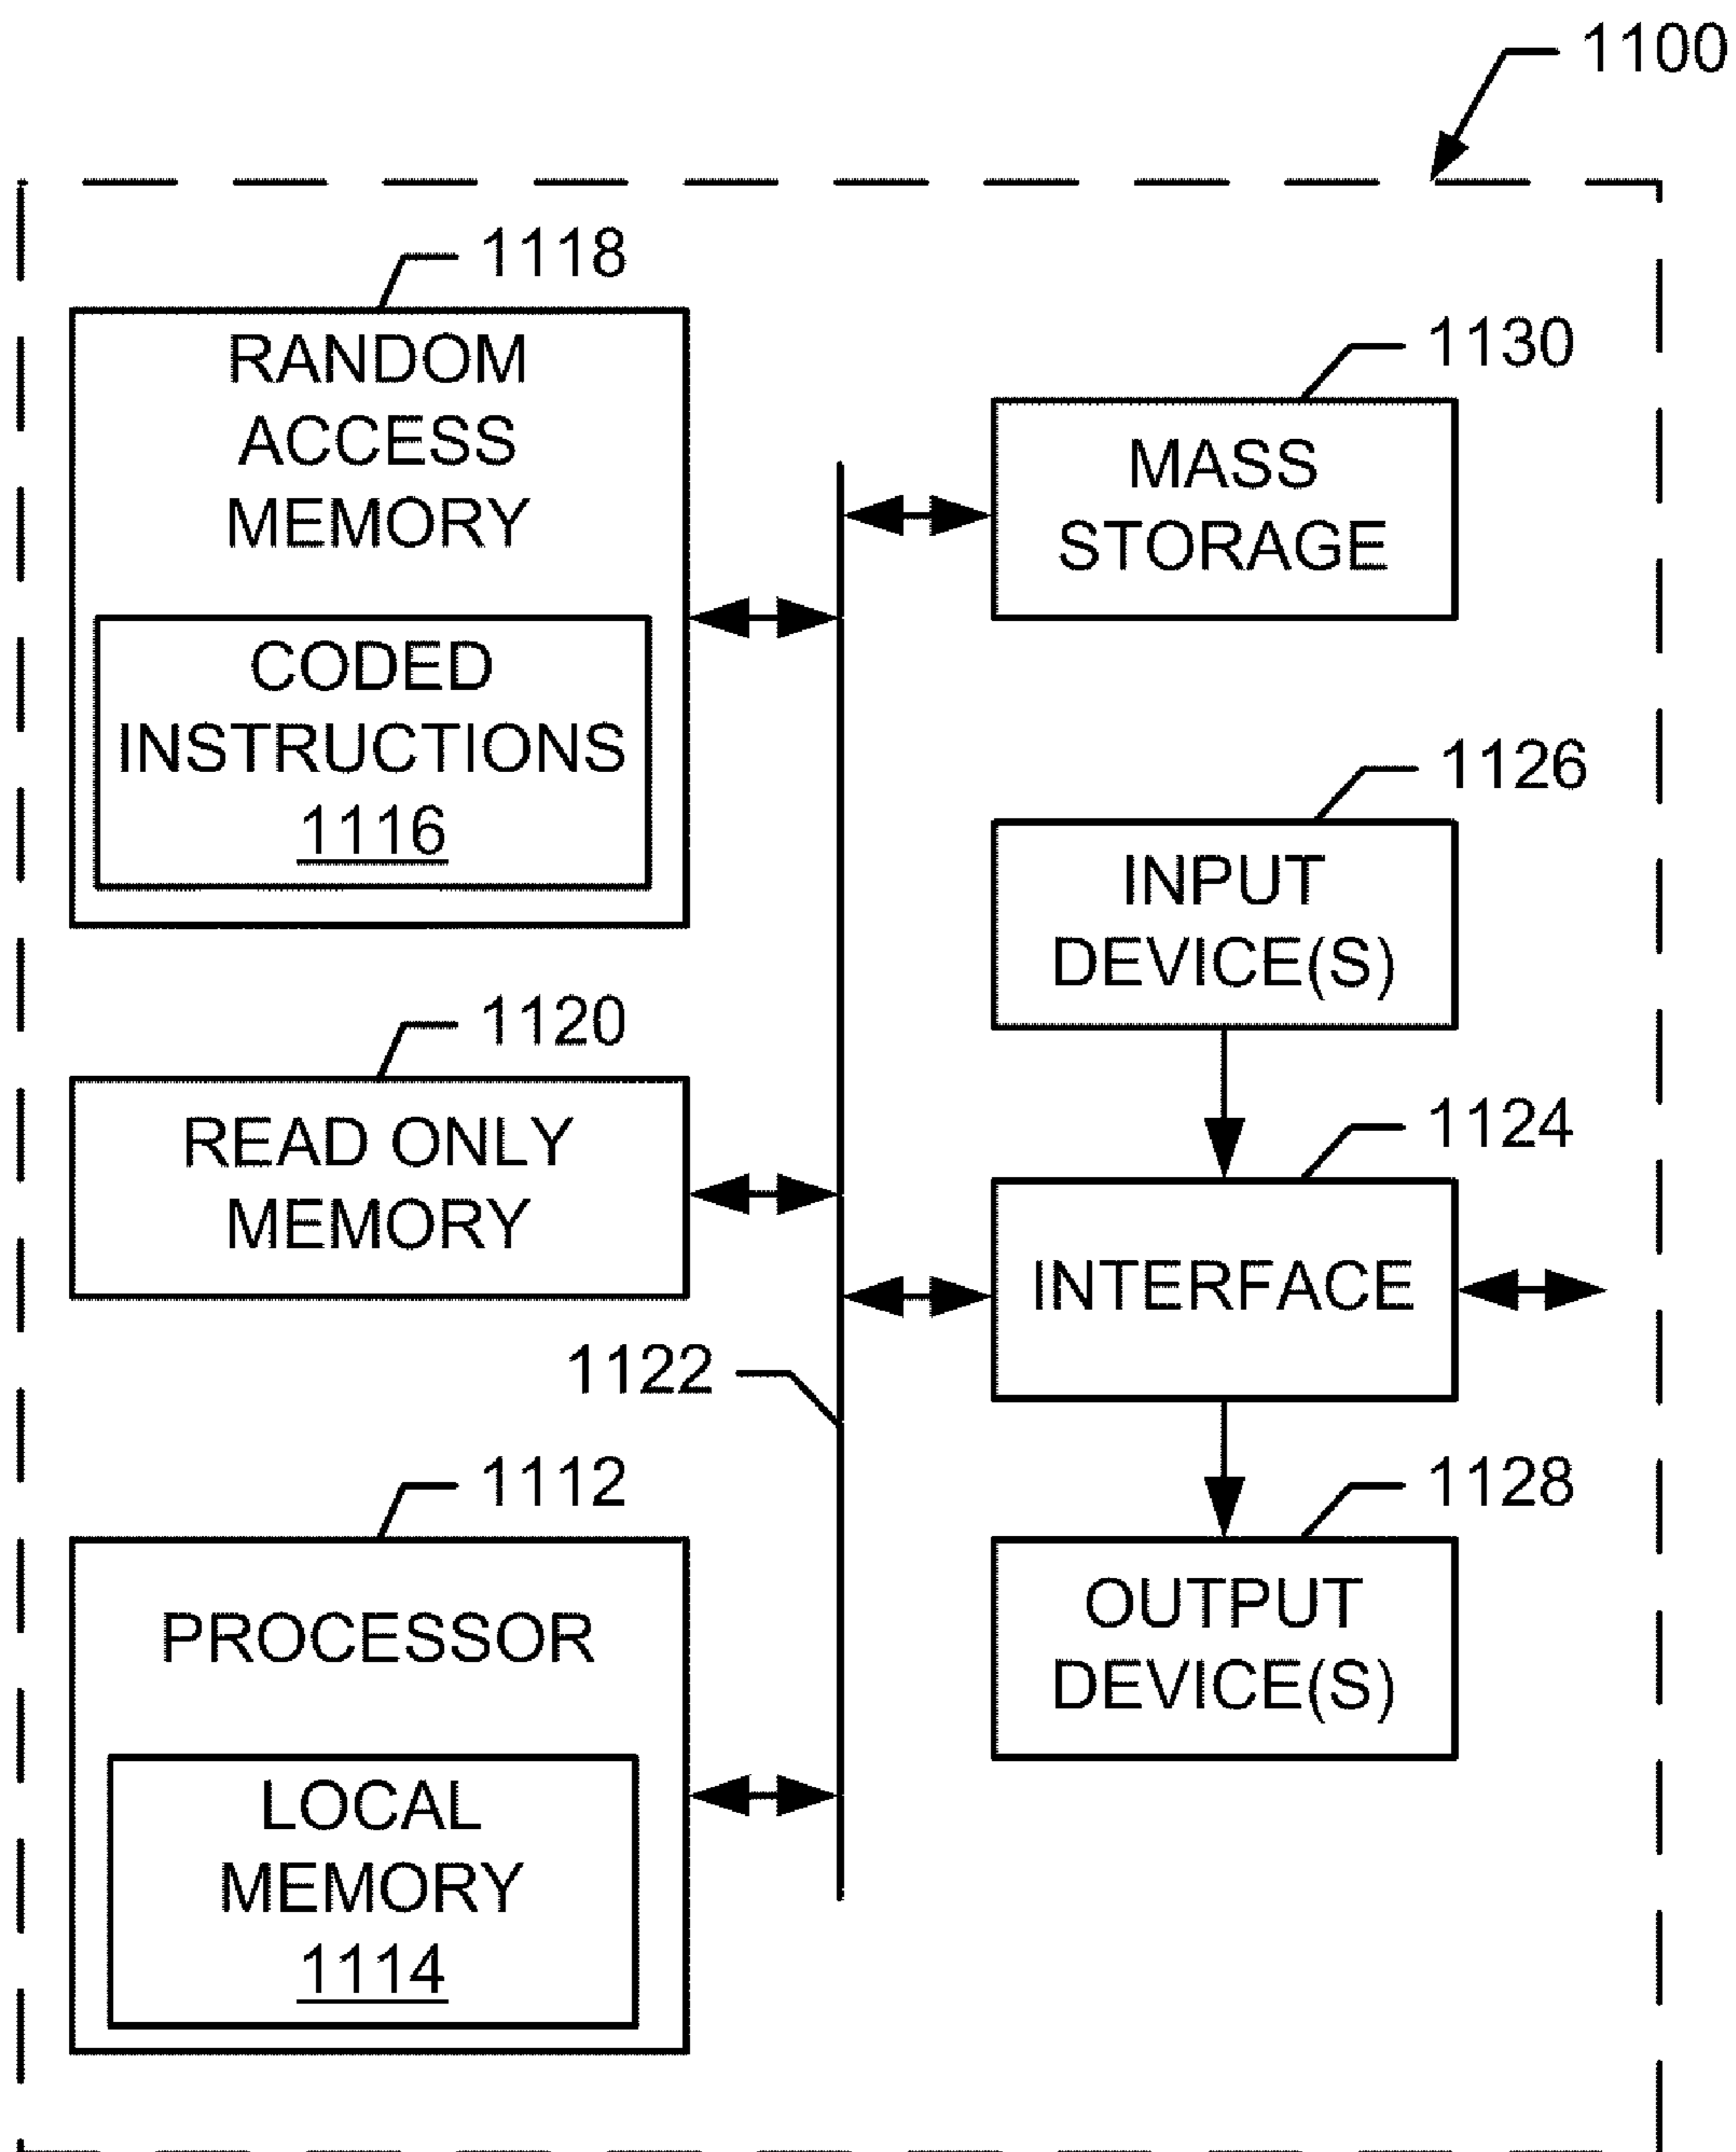 1100
1118
RANDOM
ACCESS
MEMORY
CODED
INSTRUCTIONS
1116
1130
MASS
STORAGE
1126
INPUT
DEVICE(S)
1120
READ ONLY
MEMORY
1124
INTERFACE
1122
1112
PROCESSOR
LOCAL
MEMORY
1114
1128
OUTPUT
DEVICE(S)